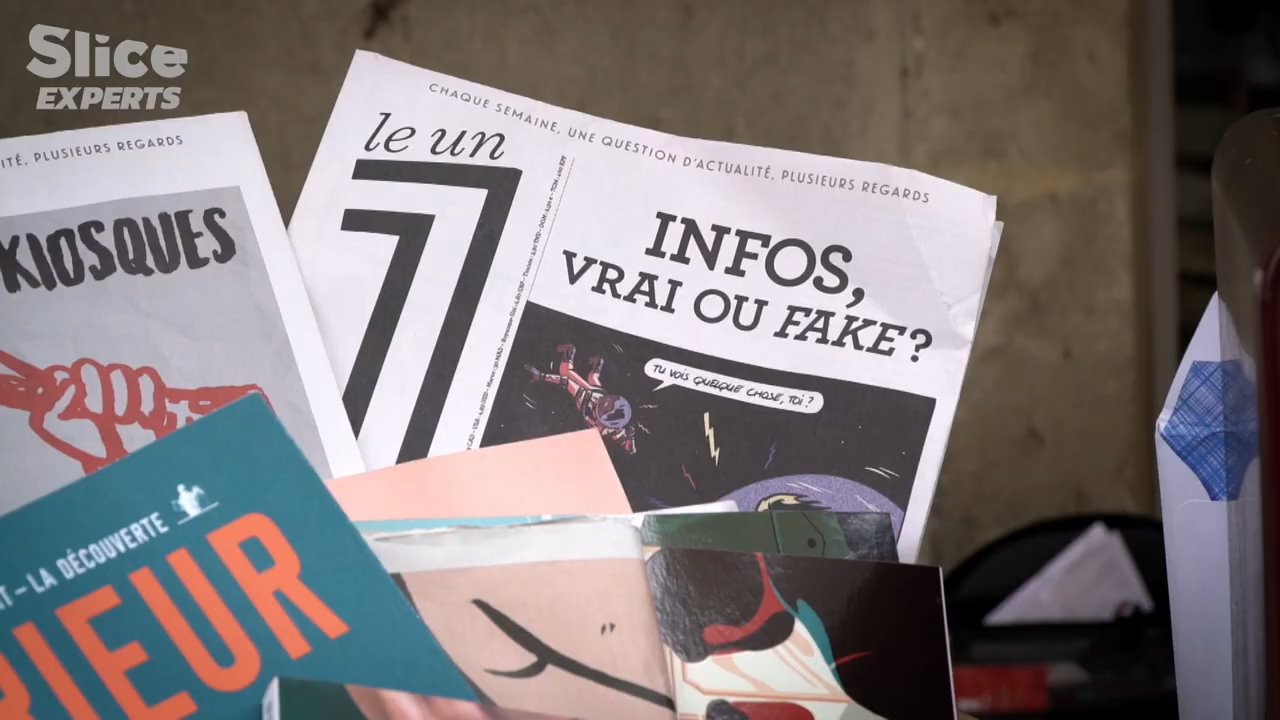 Slice
EXPERTS
ITÉ, PLUSIEURS REGARDS
KIOSQUES
CHAQUE SEMAINE, UNE QUESTION D'ACTUALITÉ, PLUSIEURS REGARDS
le un
1
INFOS,
VRAI OU FAKE?
TU VOIS QUELQUE CHOSE, TOI ?
T – LA DÉCOUVERTE
RIEUR